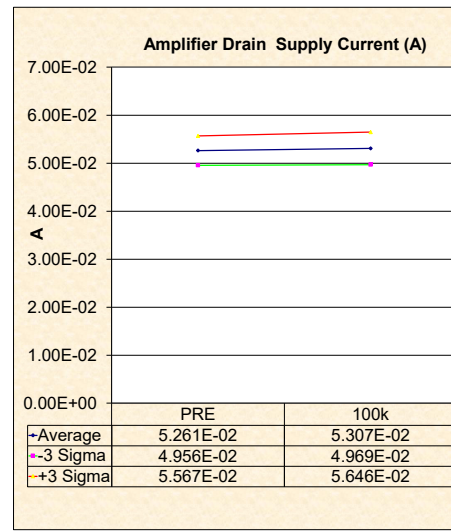 Amplifier Drain Supply Current (A)
7.00E-02
6.00E-02
5.00E-02
4.00E-02
3.00E-02
2.00E-02
1.00E-02
0.00E+00
A
PRE 100k
Average 5.261E-02 5.307E-02
-3 Sigma 4.956E-02 4.969E-02
+3 Sigma 5.567E-02 5.646E-02